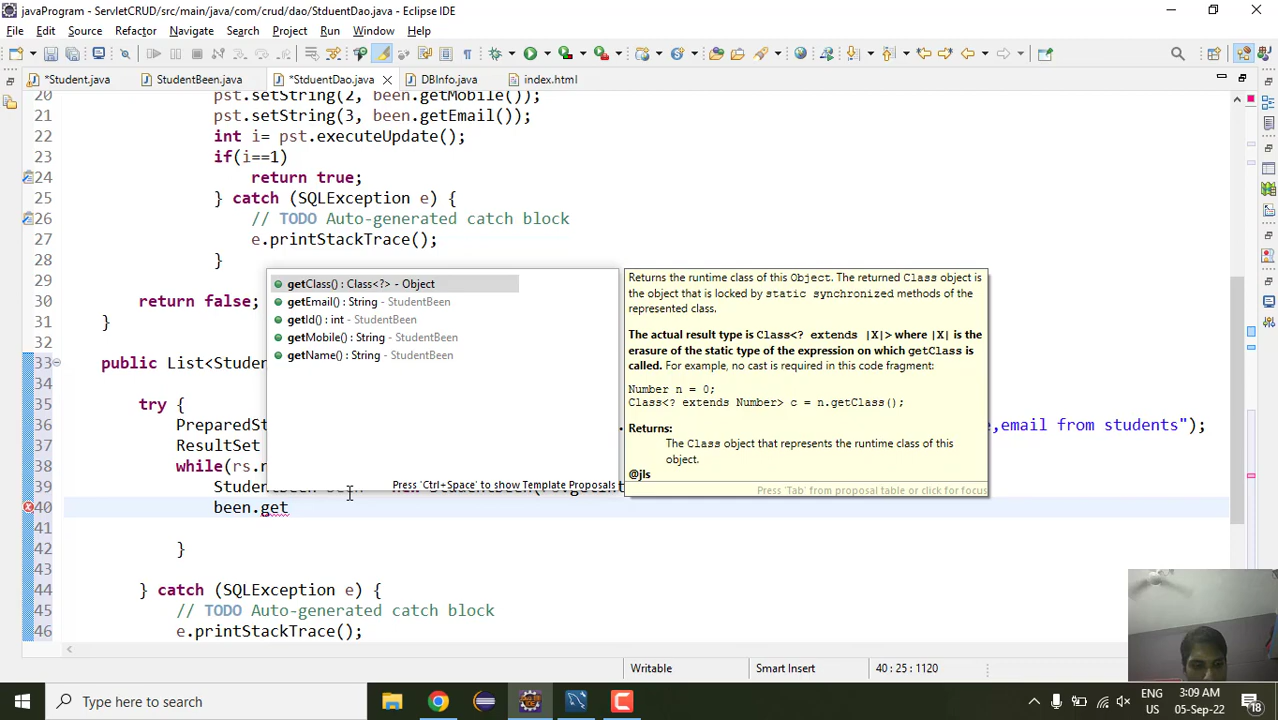 javaProgram - ServletCRUD/src/main/java/com/crud/dao/StduentDao.java - Eclipse IDE
File Edit Source Refactor Navigate Search Project Run Window Help
*Student.java StudentBeen.java *StduentDao.java DBInfo.java index.html
20 pst.setString(2, been.getMobile());
21 pst.setString(3, been.getEmail());
22 int i= pst.executeUpdate();
23 if(i==1)
24 return true;
25 } catch (SQLException e) {
26 // TODO Auto-generated catch block
27 e.printStackTrace();
28 }
29
30 return false;
31 }
32
33 public List<Studen
34
35 try {
36 PreparedSt e,email from students");
37 ResultSet
38 while(rs.n
39 StudentBeen been = new StudentBeen(rs.getInt
40 been.get
41
42 }
43
44 } catch (SQLException e) {
45 // TODO Auto-generated catch block
46 e.printStackTrace();
getClass() : Class<?> - Object
getEmail() : String - StudentBeen
getId() : int - StudentBeen
getMobile() : String - StudentBeen
getName() : String - StudentBeen
Press 'Ctrl+Space' to show Template Proposals
Returns the runtime class of this Object. The returned Class object is
the object that is locked by static synchronized methods of the
represented class.
The actual result type is Class<? extends |X|> where |X| is the
erasure of the static type of the expression on which getClass is
called. For example, no cast is required in this code fragment:
Number n = 0;
Class<? extends Number> c = n.getClass();
Returns:
The Class object that represents the runtime class of this
object.
@jls
Press 'Tab' from proposal table or click for focus
Writable Smart Insert 40 : 25 : 1120
Type here to search
ENG
US
3:09 AM
05-Sep-22
18